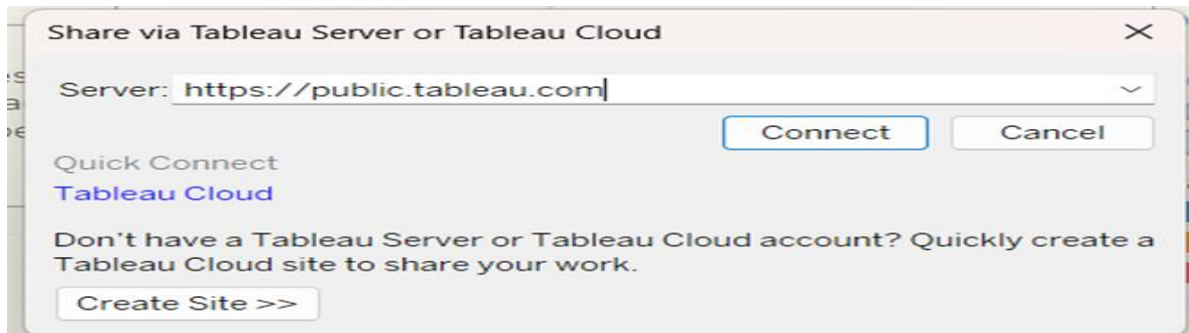 Share via Tableau Server or Tableau Cloud
Server: https://public.tableau.com
Connect Cancel
Quick Connect
Tableau Cloud
Don't have a Tableau Server or Tableau Cloud account? Quickly create a
Tableau Cloud site to share your work.
Create Site >>